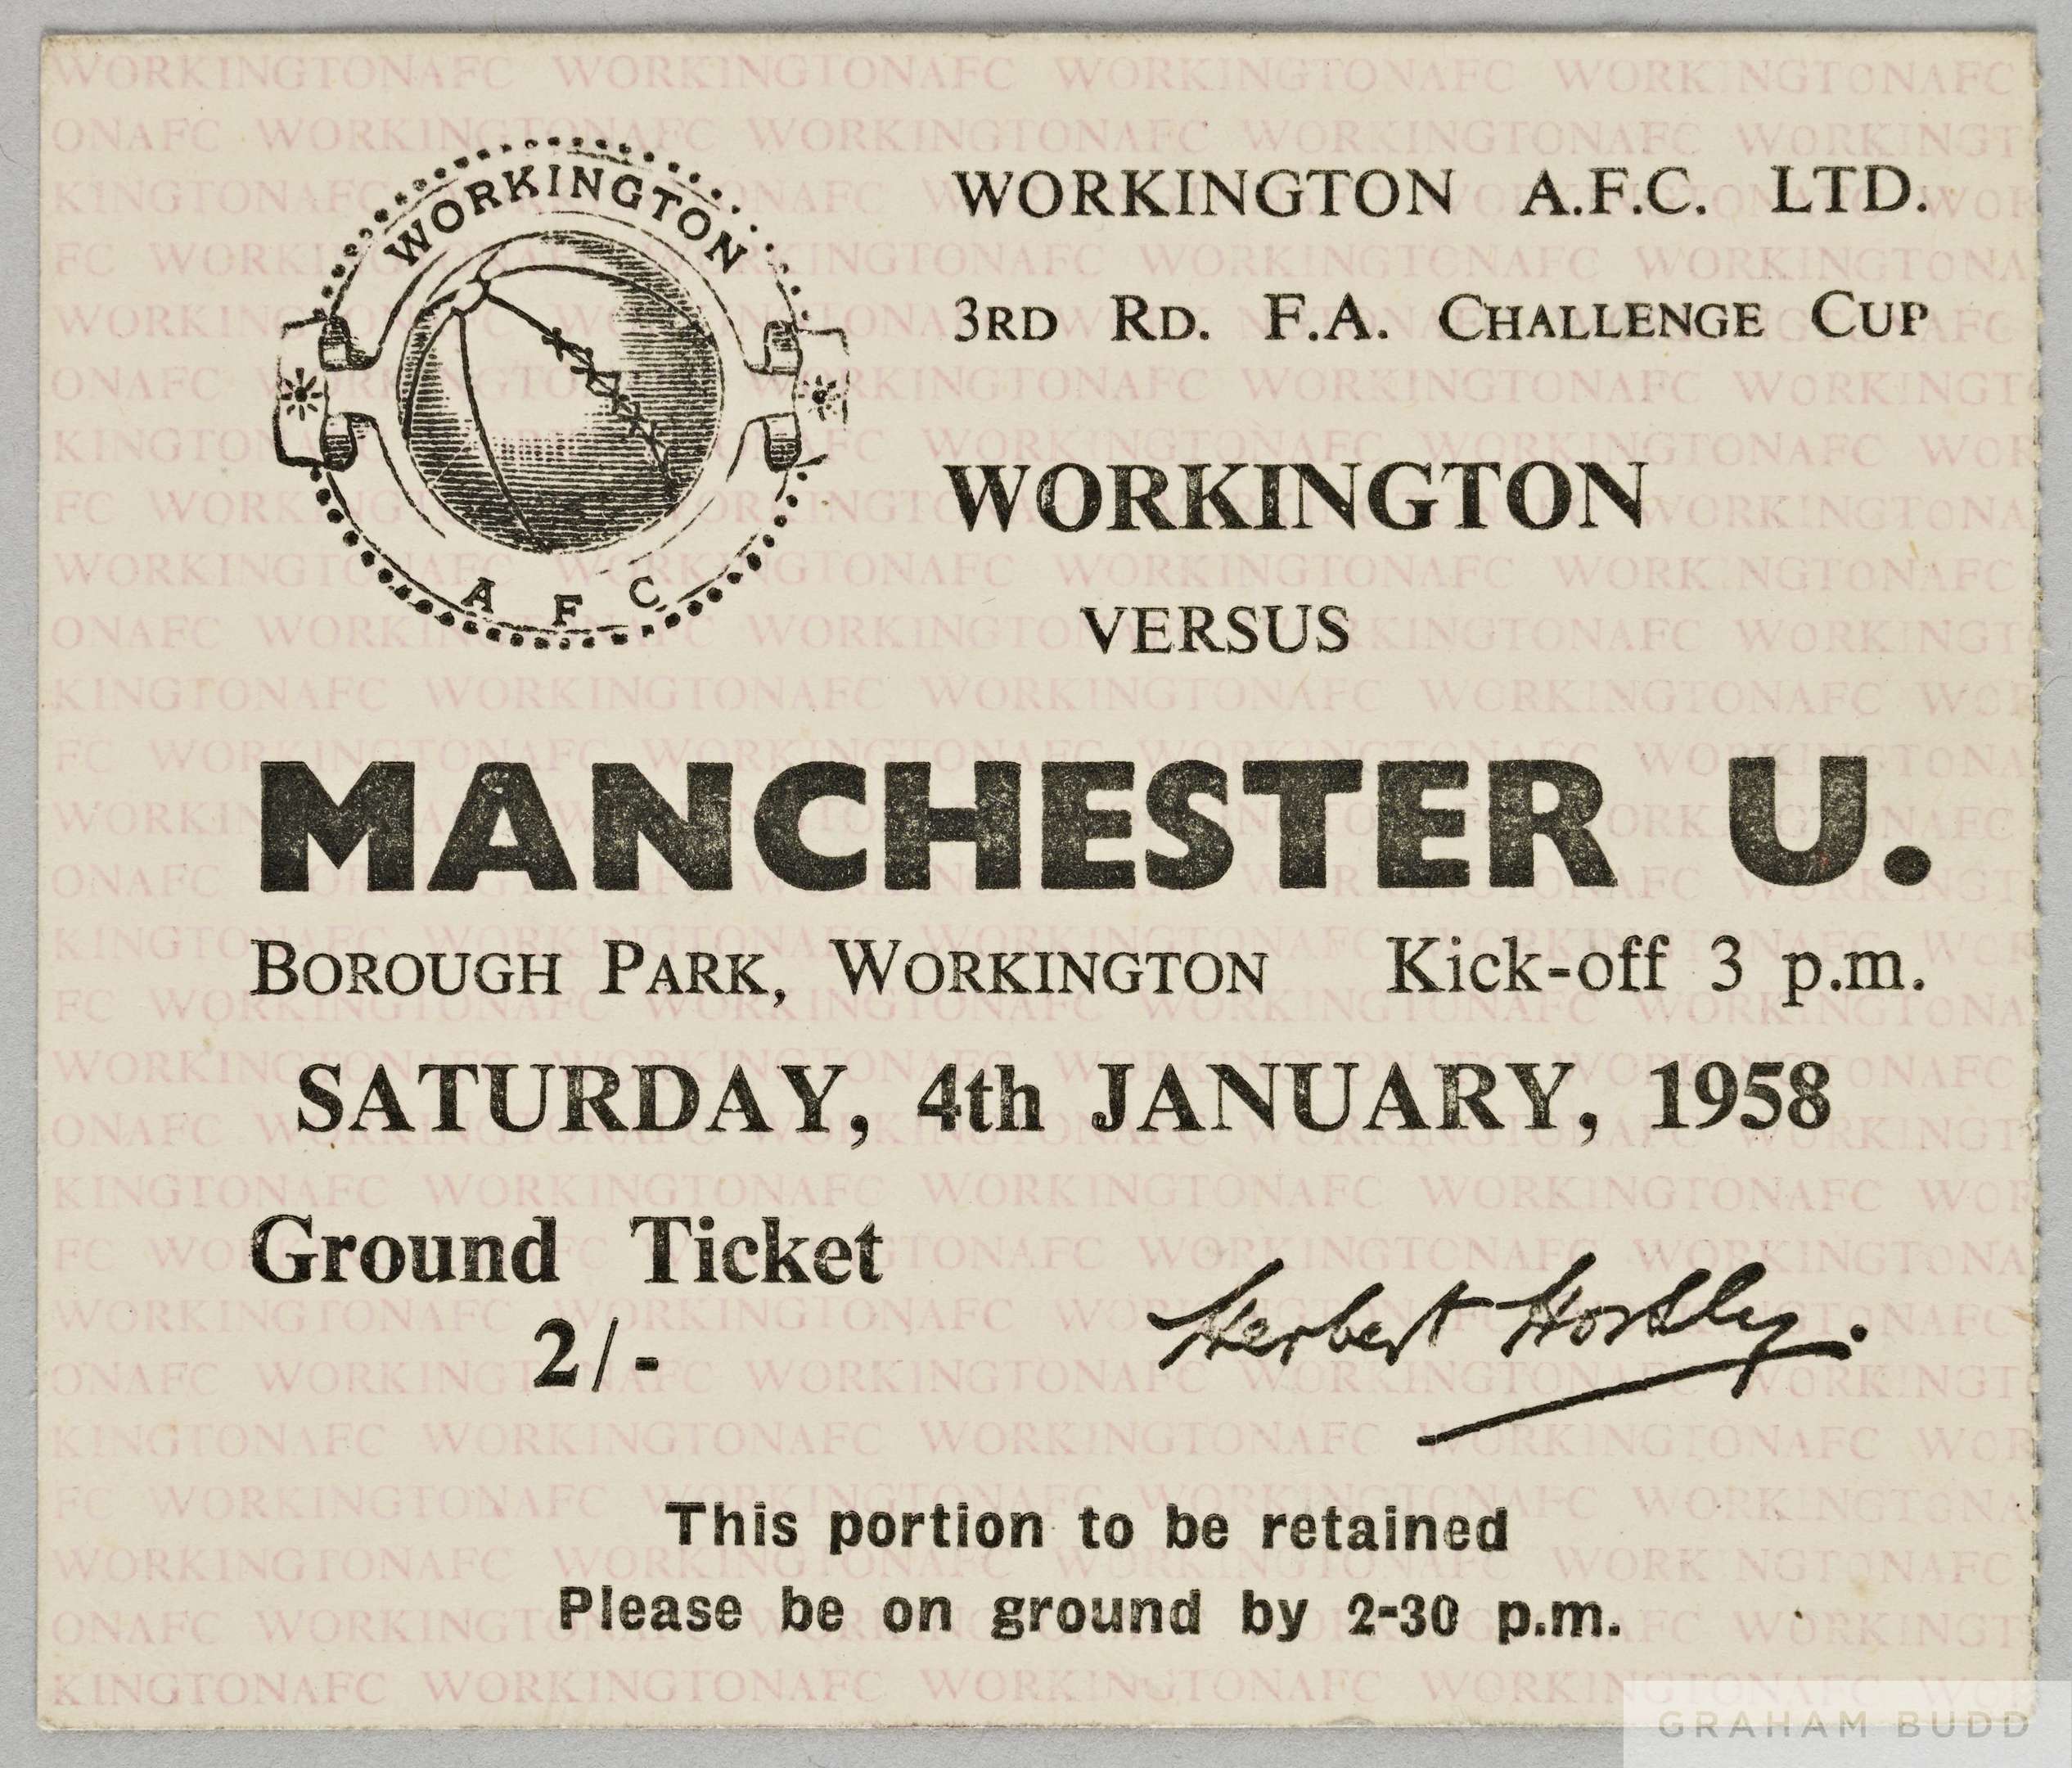 WORKINGTON
A F C
WORKINGTON A.F.C. LTD.
3RD RD. F.A. CHALLENGE CUP
WORKINGTON
VERSUS
MANCHESTER U.
BOROUGH PARK, WORKINGTON Kick-off 3 p.m.
SATURDAY, 4th JANUARY, 1958
Ground Ticket
2/-
Herbert
This portion to be retained
Please be on ground by 2-30 p.m.
GRAHAM BUDD